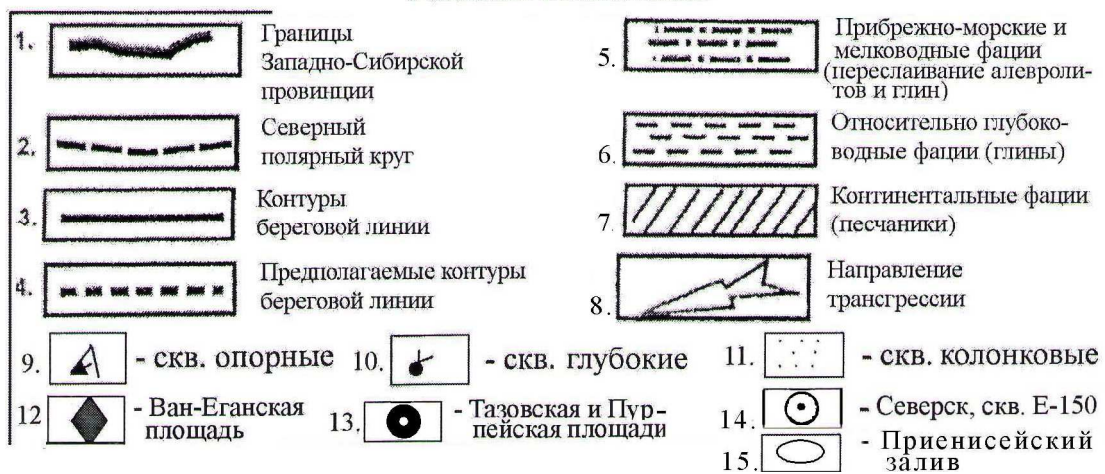 1. Границы
Западно-Сибирской
провинции
2. Северный
полярный круг
3. Контуры
береговой линии
4. Предполагаемые контуры
береговой линии
5. Прибрежно-морские и
мелководные фации
(переслаивание алевроли-
тов и глин)
6. Относительно глубоко-
водные фации (глины)
7. Континентальные фации
(песчаники)
8. Направление
трансгрессии
9. - скв. опорные
10. - скв. глубокие
11. - скв. колонковые
12 - Ван-Еганская
площадь
13. - Тазовская и Пур-
пейская площади
14. - Северск, скв. Е-150
15. - Приенисейский
залив